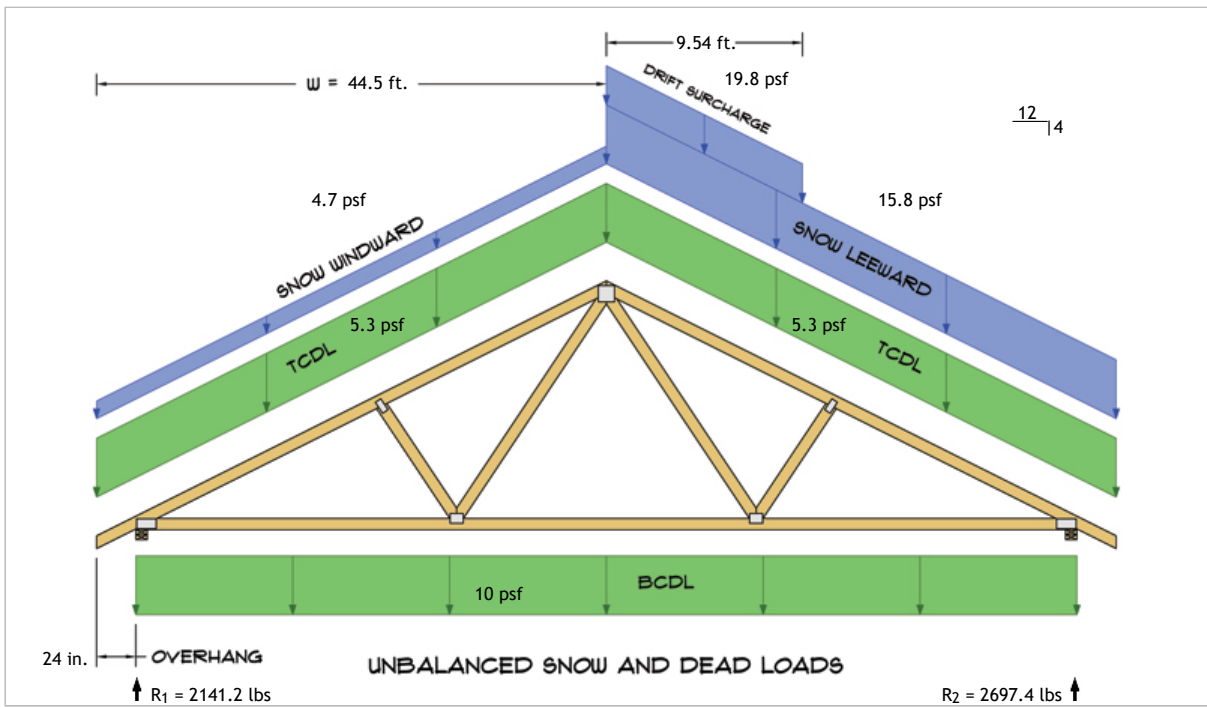 9.54 ft.
W = 44.5 ft.
DRIFT SURCHARGE
19.8 psf
12
4
4.7 psf
15.8 psf
SNOW WINDWARD
SNOW LEEWARD
5.3 psf
5.3 psf
TCDL
TCDL
10 psf
BCDL
24 in.
OVERHANG
UNBALANCED SNOW AND DEAD LOADS
R1 = 2141.2 lbs
R2 = 2697.4 lbs